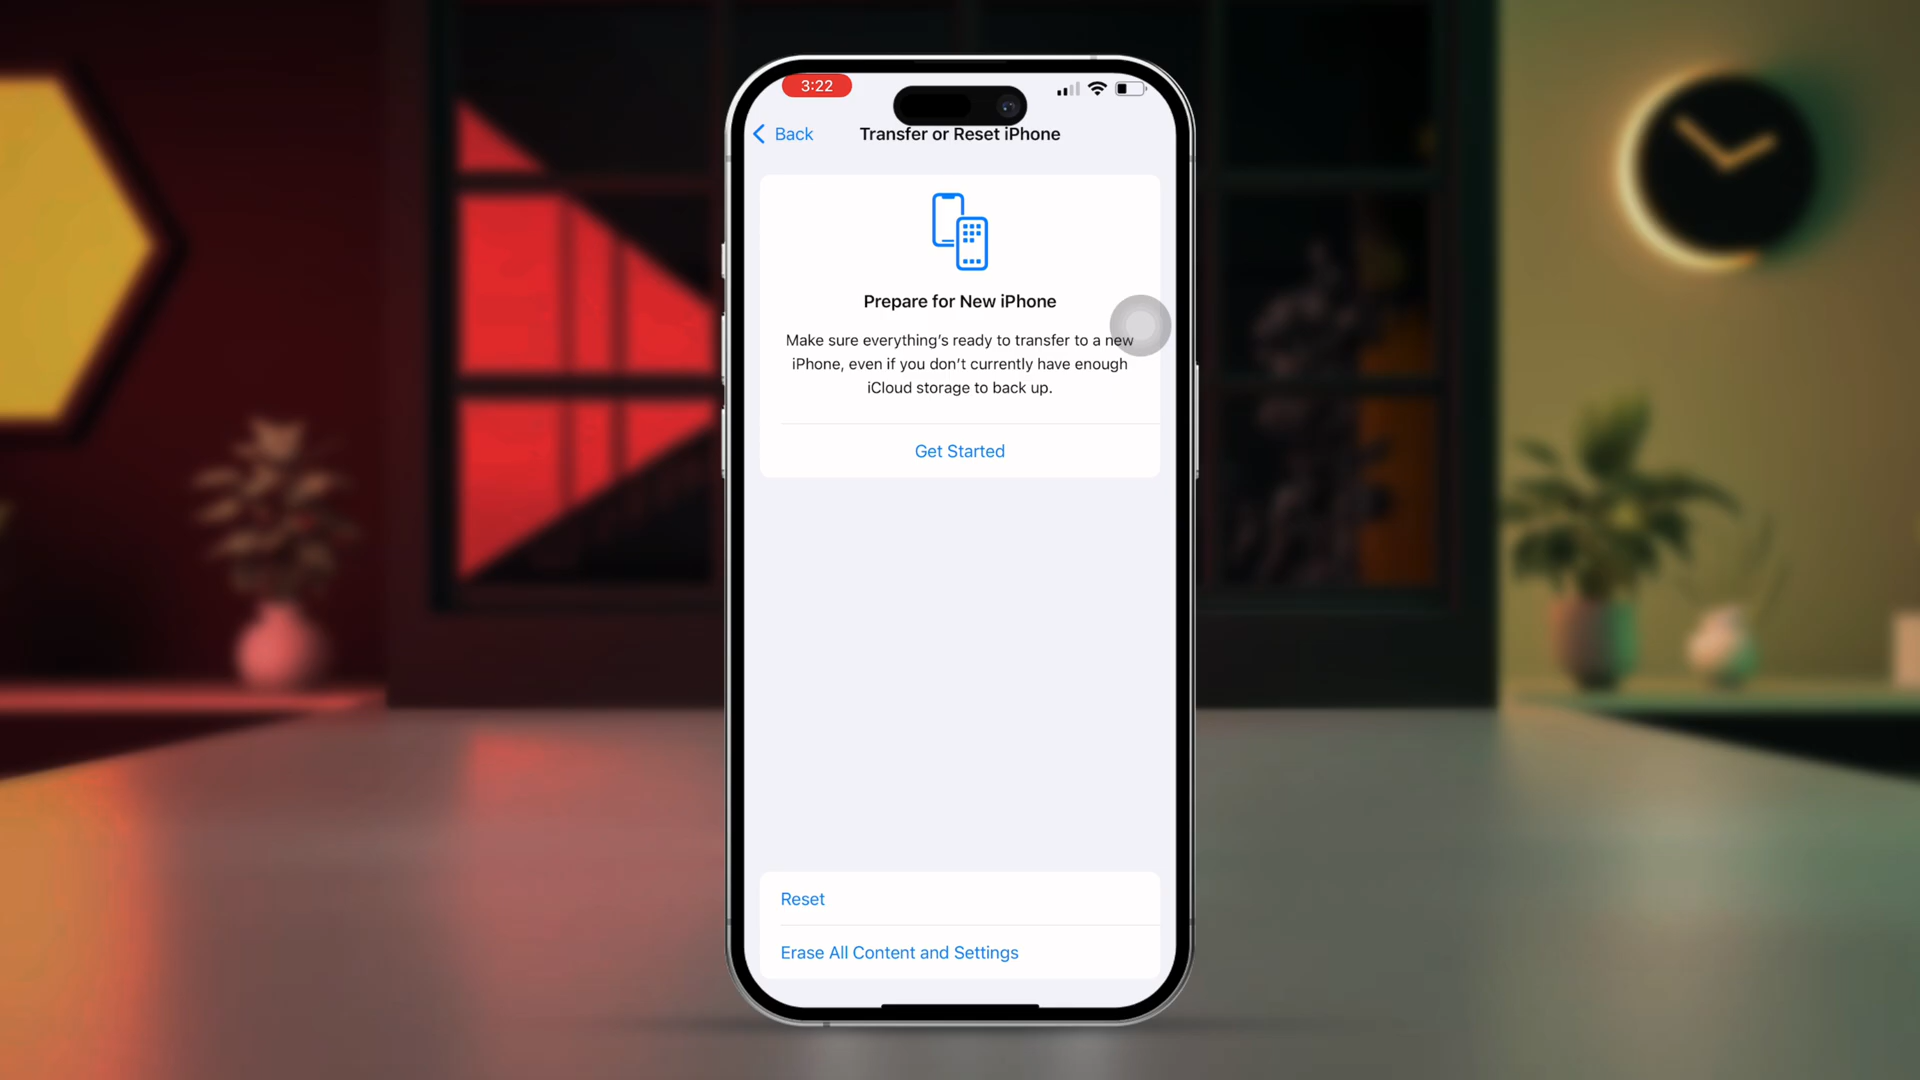 3:22
Back
Transfer or Reset iPhone
Prepare for New iPhone
Make sure everything's ready to transfer to a new
iPhone, even if you don't currently have enough
iCloud storage to back up.
Get Started
Reset
Erase All Content and Settings